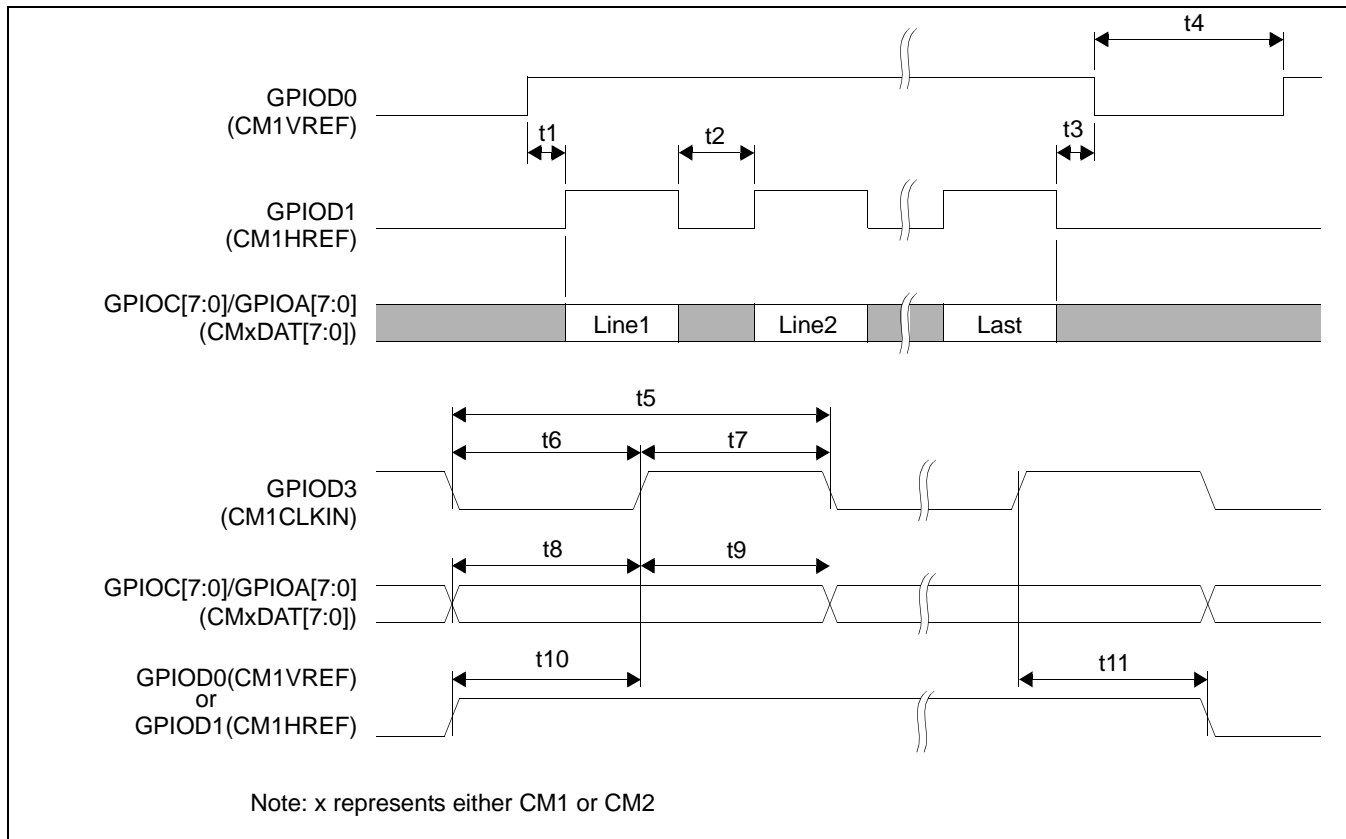 t4
GPIOD0
(CM1VREF)
t1
t2
t3
GPIOD1
(CM1HREF)
GPIOC[7:0]/GPIOA[7:0]
(CMxDAT[7:0])
Line1
Line2
Last
t5
t6
t7
GPIOD3
(CM1CLKIN)
t8
t9
GPIOC[7:0]/GPIOA[7:0]
(CMxDAT[7:0])
t10
t11
GPIOD0(CM1VREF)
or
GPIOD1(CM1HREF)
Note: x represents either CM1 or CM2